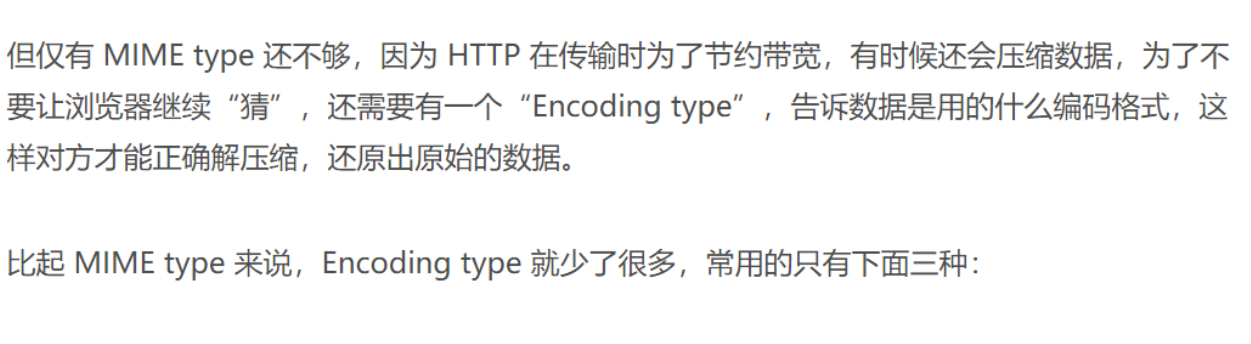 但仅有 MIME type 还不够，因为 HTTP 在传输时为了节约带宽，有时候还会压缩数据，为了不
要让浏览器继续“猜”，还需要有一个“Encoding type”，告诉数据是用的什么编码格式，这
样对方才能正确解压缩，还原出原始的数据。
比起 MIME type 来说，Encoding type 就少了很多，常用的只有下面三种：